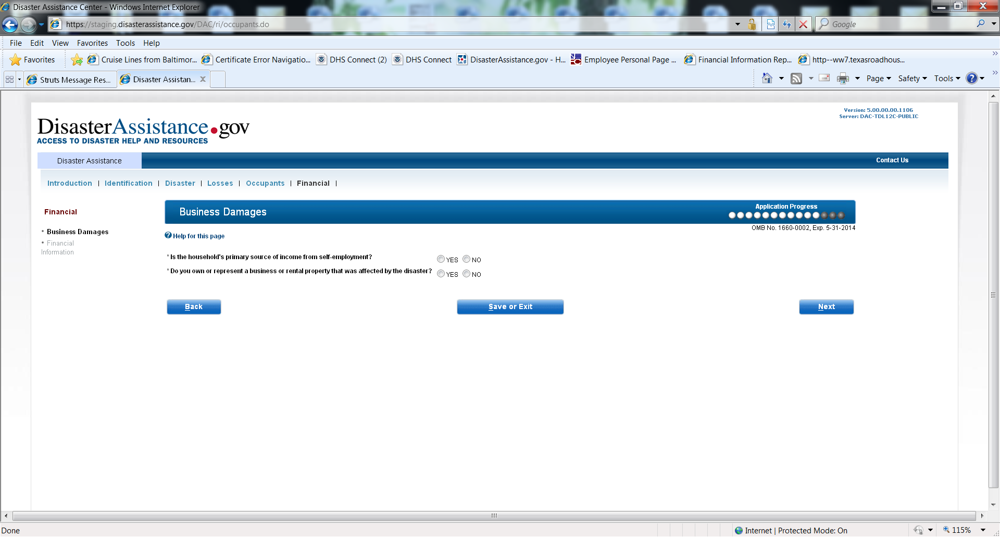 Disaster Assistance Center - Windows Internet Explorer
https://staging.disasterassistance.gov/DAC/ri/occupants.do
Google
File Edit View Favorites Tools Help
Favorites Cruise Lines from Baltimor... Certificate Error Navigatio... DHS Connect (2) DHS Connect DisasterAssistance.gov - H... Employee Personal Page ... Financial Information Rep... http--ww7.texasroadhous...
Struts Message Res... Disaster Assistan... Page Safety Tools
Version: 5.00.00.00.1106
Server: DAC-TDL12C-PUBLIC
DisasterAssistance.gov
ACCESS TO DISASTER HELP AND RESOURCES
Disaster Assistance Contact Us
Introduction | Identification | Disaster | Losses | Occupants | Financial |
Financial
• Business Damages
• Financial
Information
Business Damages
Application Progress
OMB No. 1660-0002, Exp. 5-31-2014
Help for this page
* Is the household's primary source of income from self-employment? YES NO
* Do you own or represent a business or rental property that was affected by the disaster? YES NO
Back Save or Exit Next
Done Internet | Protected Mode: On 115%